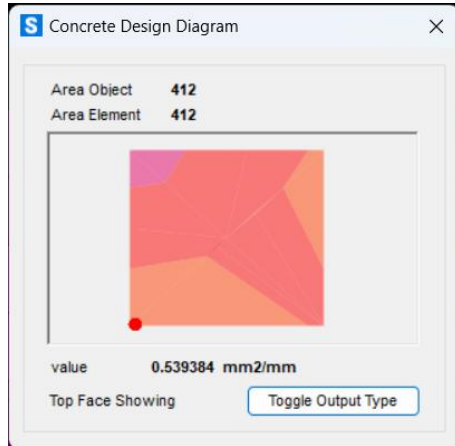 S Concrete Design Diagram
Area Object 412
Area Element 412
value 0.539384 mm2/mm
Top Face Showing Toggle Output Type